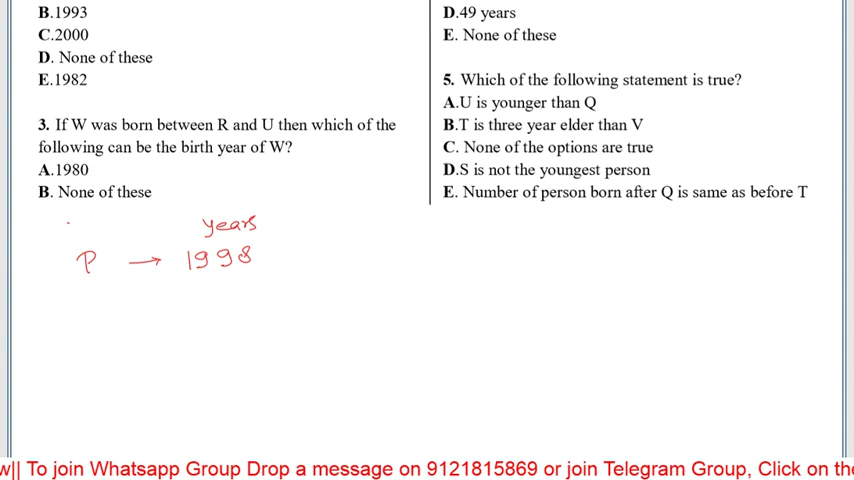 B.1993
C.2000
D. None of these
E.1982
3. If W was born between R and U then which of the
following can be the birth year of W?
A.1980
B. None of these
D.49 years
E. None of these
5. Which of the following statement is true?
A.U is younger than Q
B.T is three year elder than V
C. None of the options are true
D.S is not the youngest person
E. Number of person born after Q is same as before T
years
P → 1998
w|| To join Whatsapp Group Drop a message on 9121815869 or join Telegram Group, Click on the